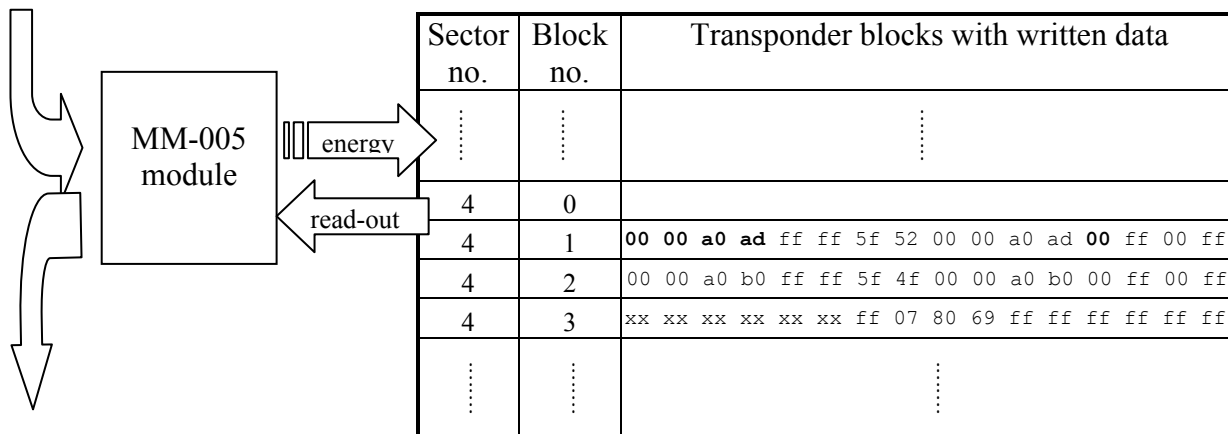 Sector no. Block no. Transponder blocks with written data
MM-005
module
energy
read-out
4 0
4 1 00 00 a0 ad ff ff 5f 52 00 00 a0 ad 00 ff 00 ff
4 2 00 00 a0 b0 ff ff 5f 4f 00 00 a0 b0 00 ff 00 ff
4 3 xx xx xx xx xx xx ff 07 80 69 ff ff ff ff ff ff